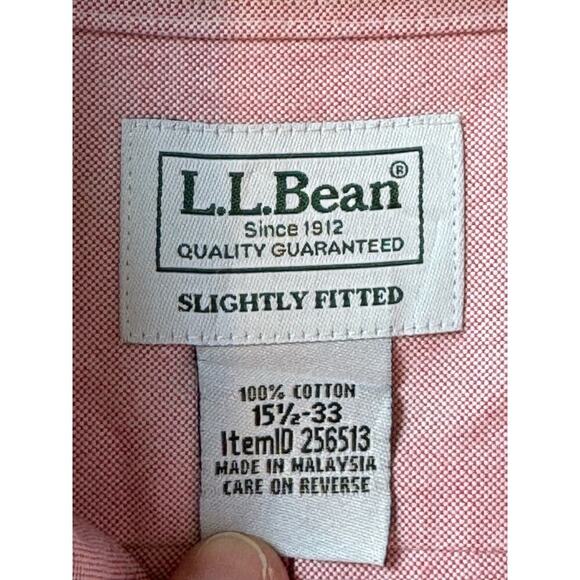 L.L.Bean®
Since 1912
QUALITY GUARANTEED
SLIGHTLY FITTED
100% COTTON
15½-33
ItemID 256513
MADE IN MALAYSIA
CARE ON REVERSE